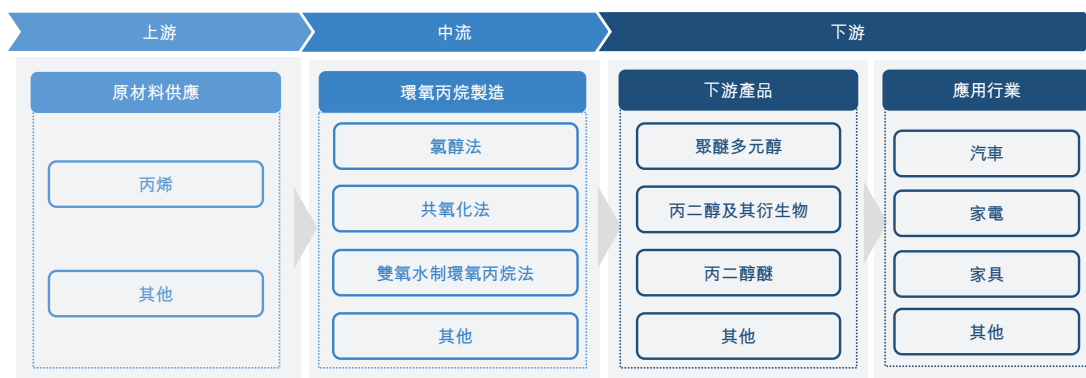 上游
中流
下游
原材料供應
丙烯
其他
環氧丙烷製造
氯醇法
共氧化法
雙氧水制環氧丙烷法
其他
下游產品
聚醚多元醇
丙二醇及其衍生物
丙二醇醚
其他
應用行業
汽車
家電
家具
其他